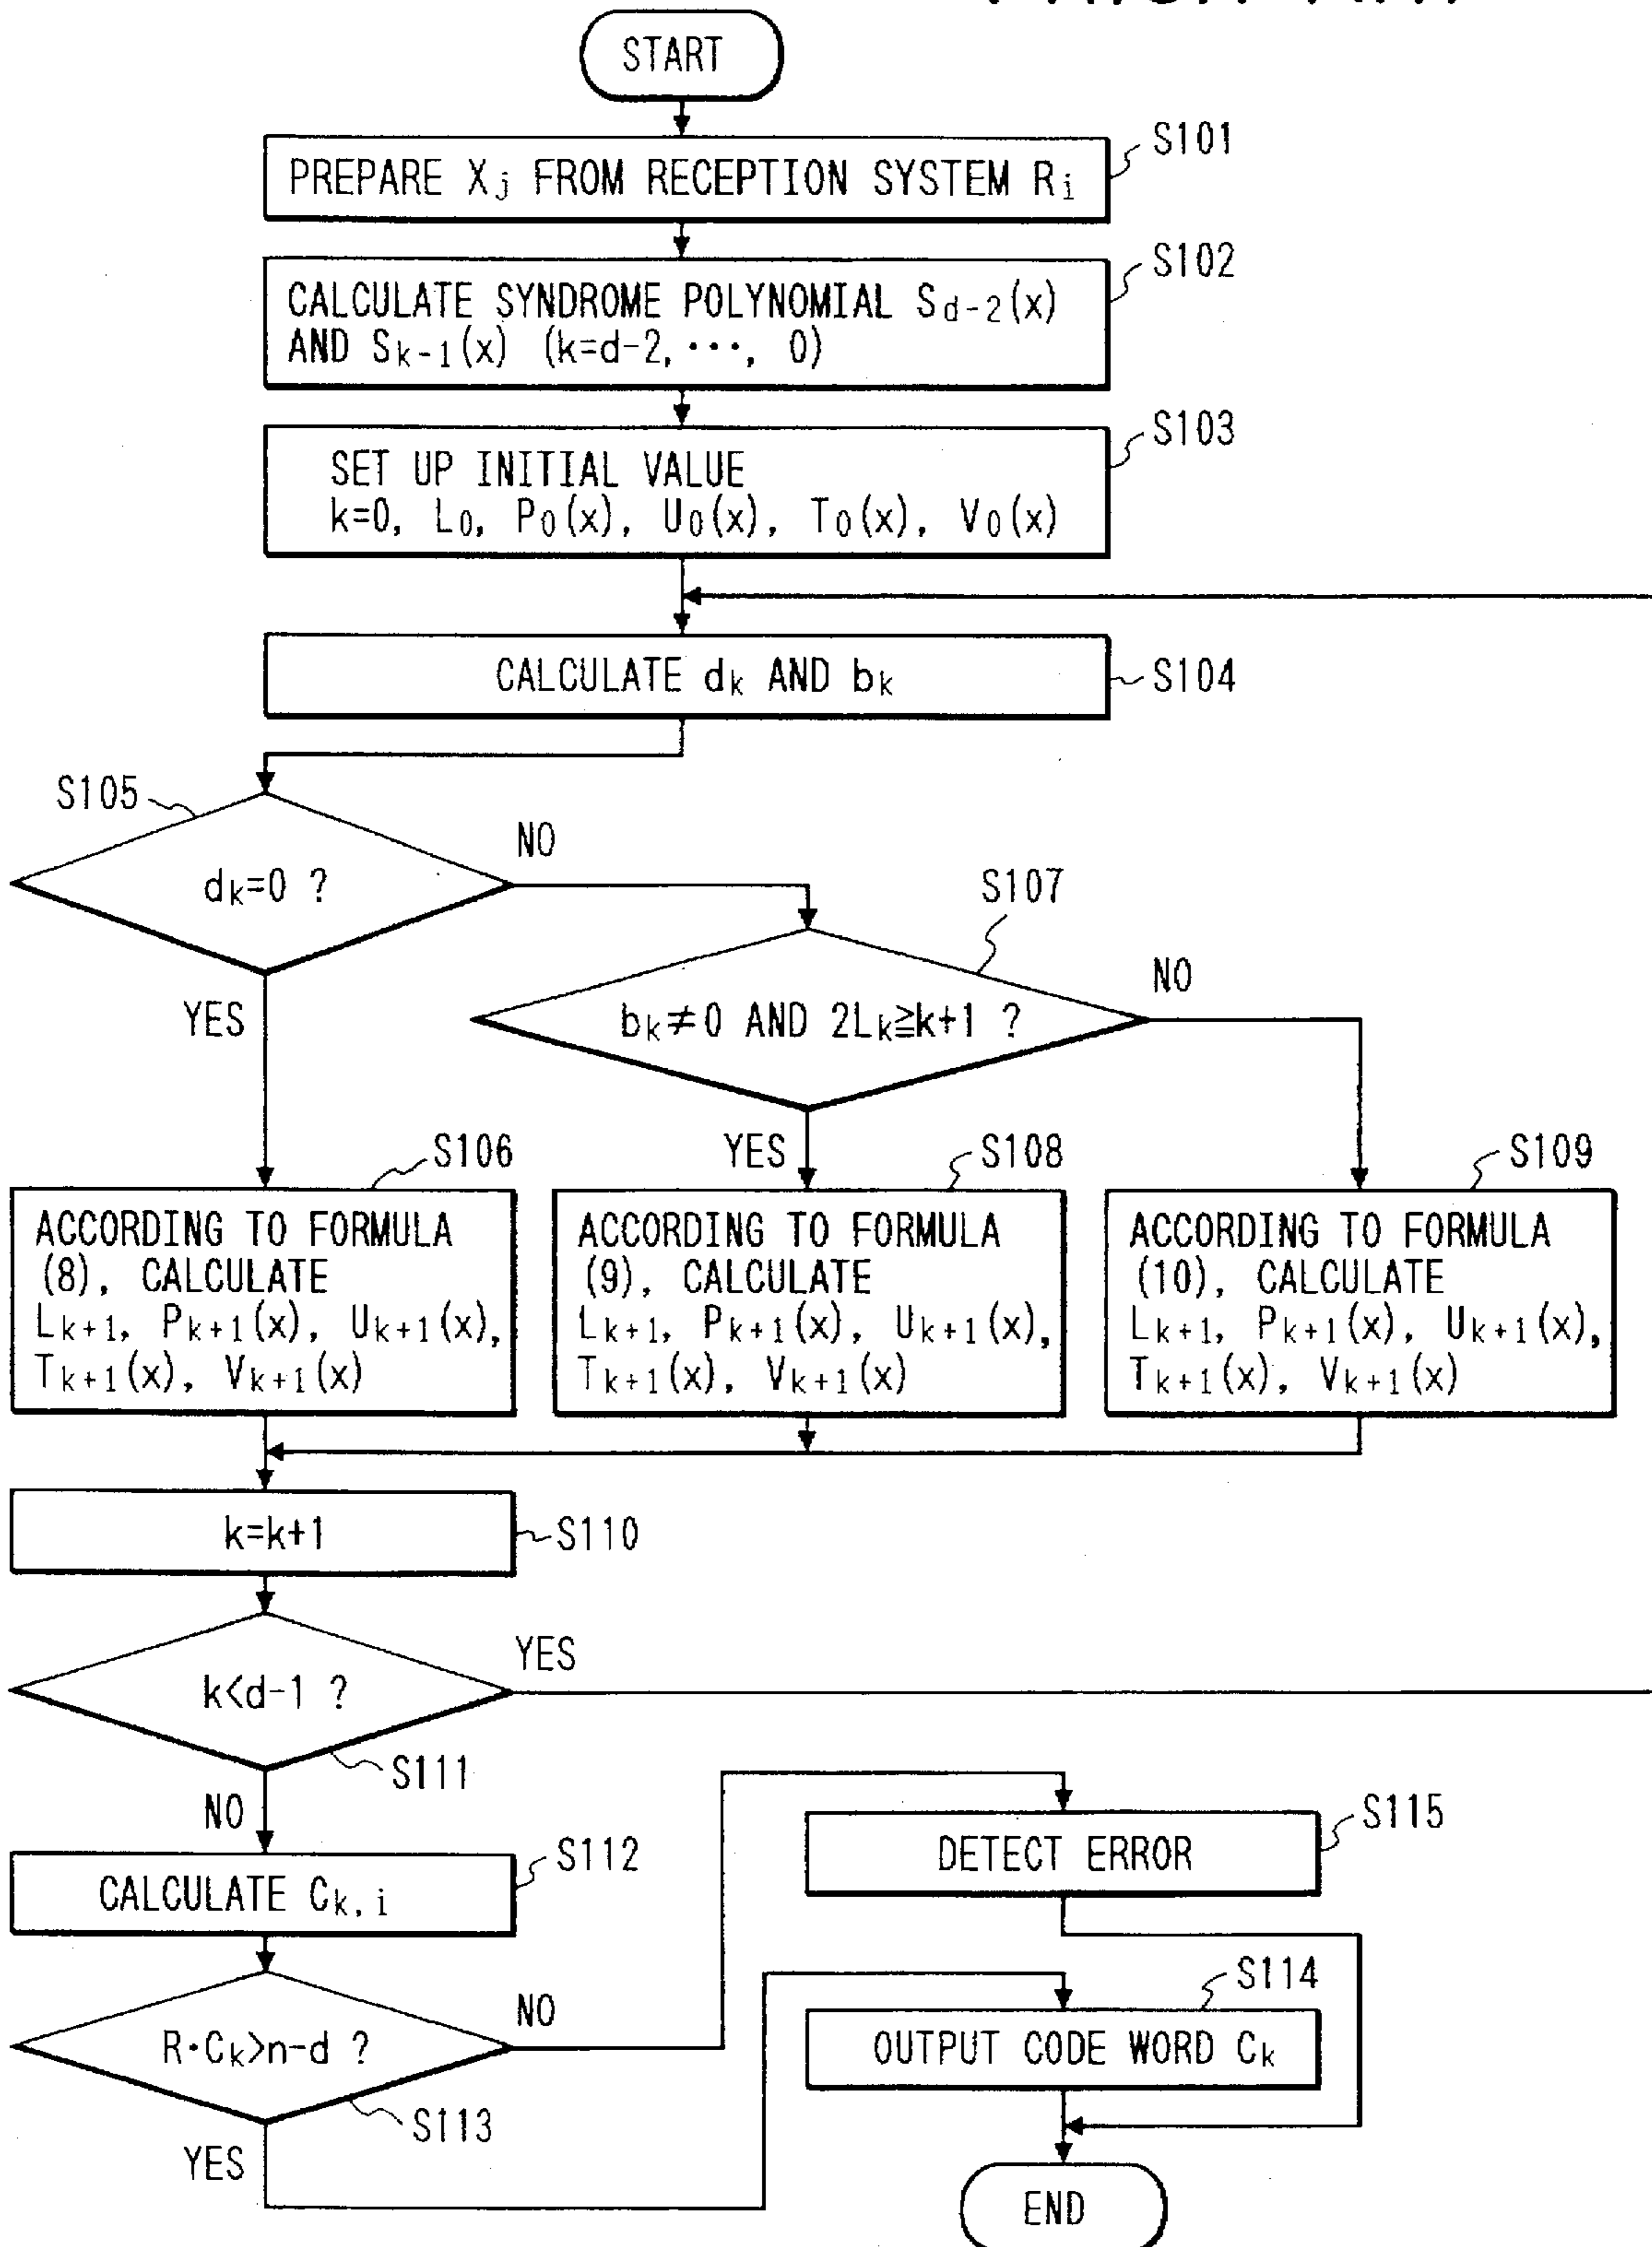 START
PREPARE Xj FROM RECEPTION SYSTEM Ri
S101
CALCULATE SYNDROME POLYNOMIAL Sd-2(x)
AND Sk-1(x) (k=d-2, ···, 0)
S102
SET UP INITIAL VALUE
k=0, L0, P0(x), U0(x), T0(x), V0(x)
S103
CALCULATE dk AND bk
S104
S105
dk=0 ?
NO
YES
S107
bk≠0 AND 2Lk≧k+1 ?
NO
YES
S106
ACCORDING TO FORMULA
(8), CALCULATE
Lk+1, Pk+1(x), Uk+1(x),
Tk+1(x), Vk+1(x)
S108
ACCORDING TO FORMULA
(9), CALCULATE
Lk+1, Pk+1(x), Uk+1(x),
Tk+1(x), Vk+1(x)
S109
ACCORDING TO FORMULA
(10), CALCULATE
Lk+1, Pk+1(x), Uk+1(x),
Tk+1(x), Vk+1(x)
k=k+1
S110
k<d-1 ?
YES
S111
NO
CALCULATE Ck, i
S112
R·Ck>n-d ?
NO
S113
YES
DETECT ERROR
S115
S114
OUTPUT CODE WORD Ck
END